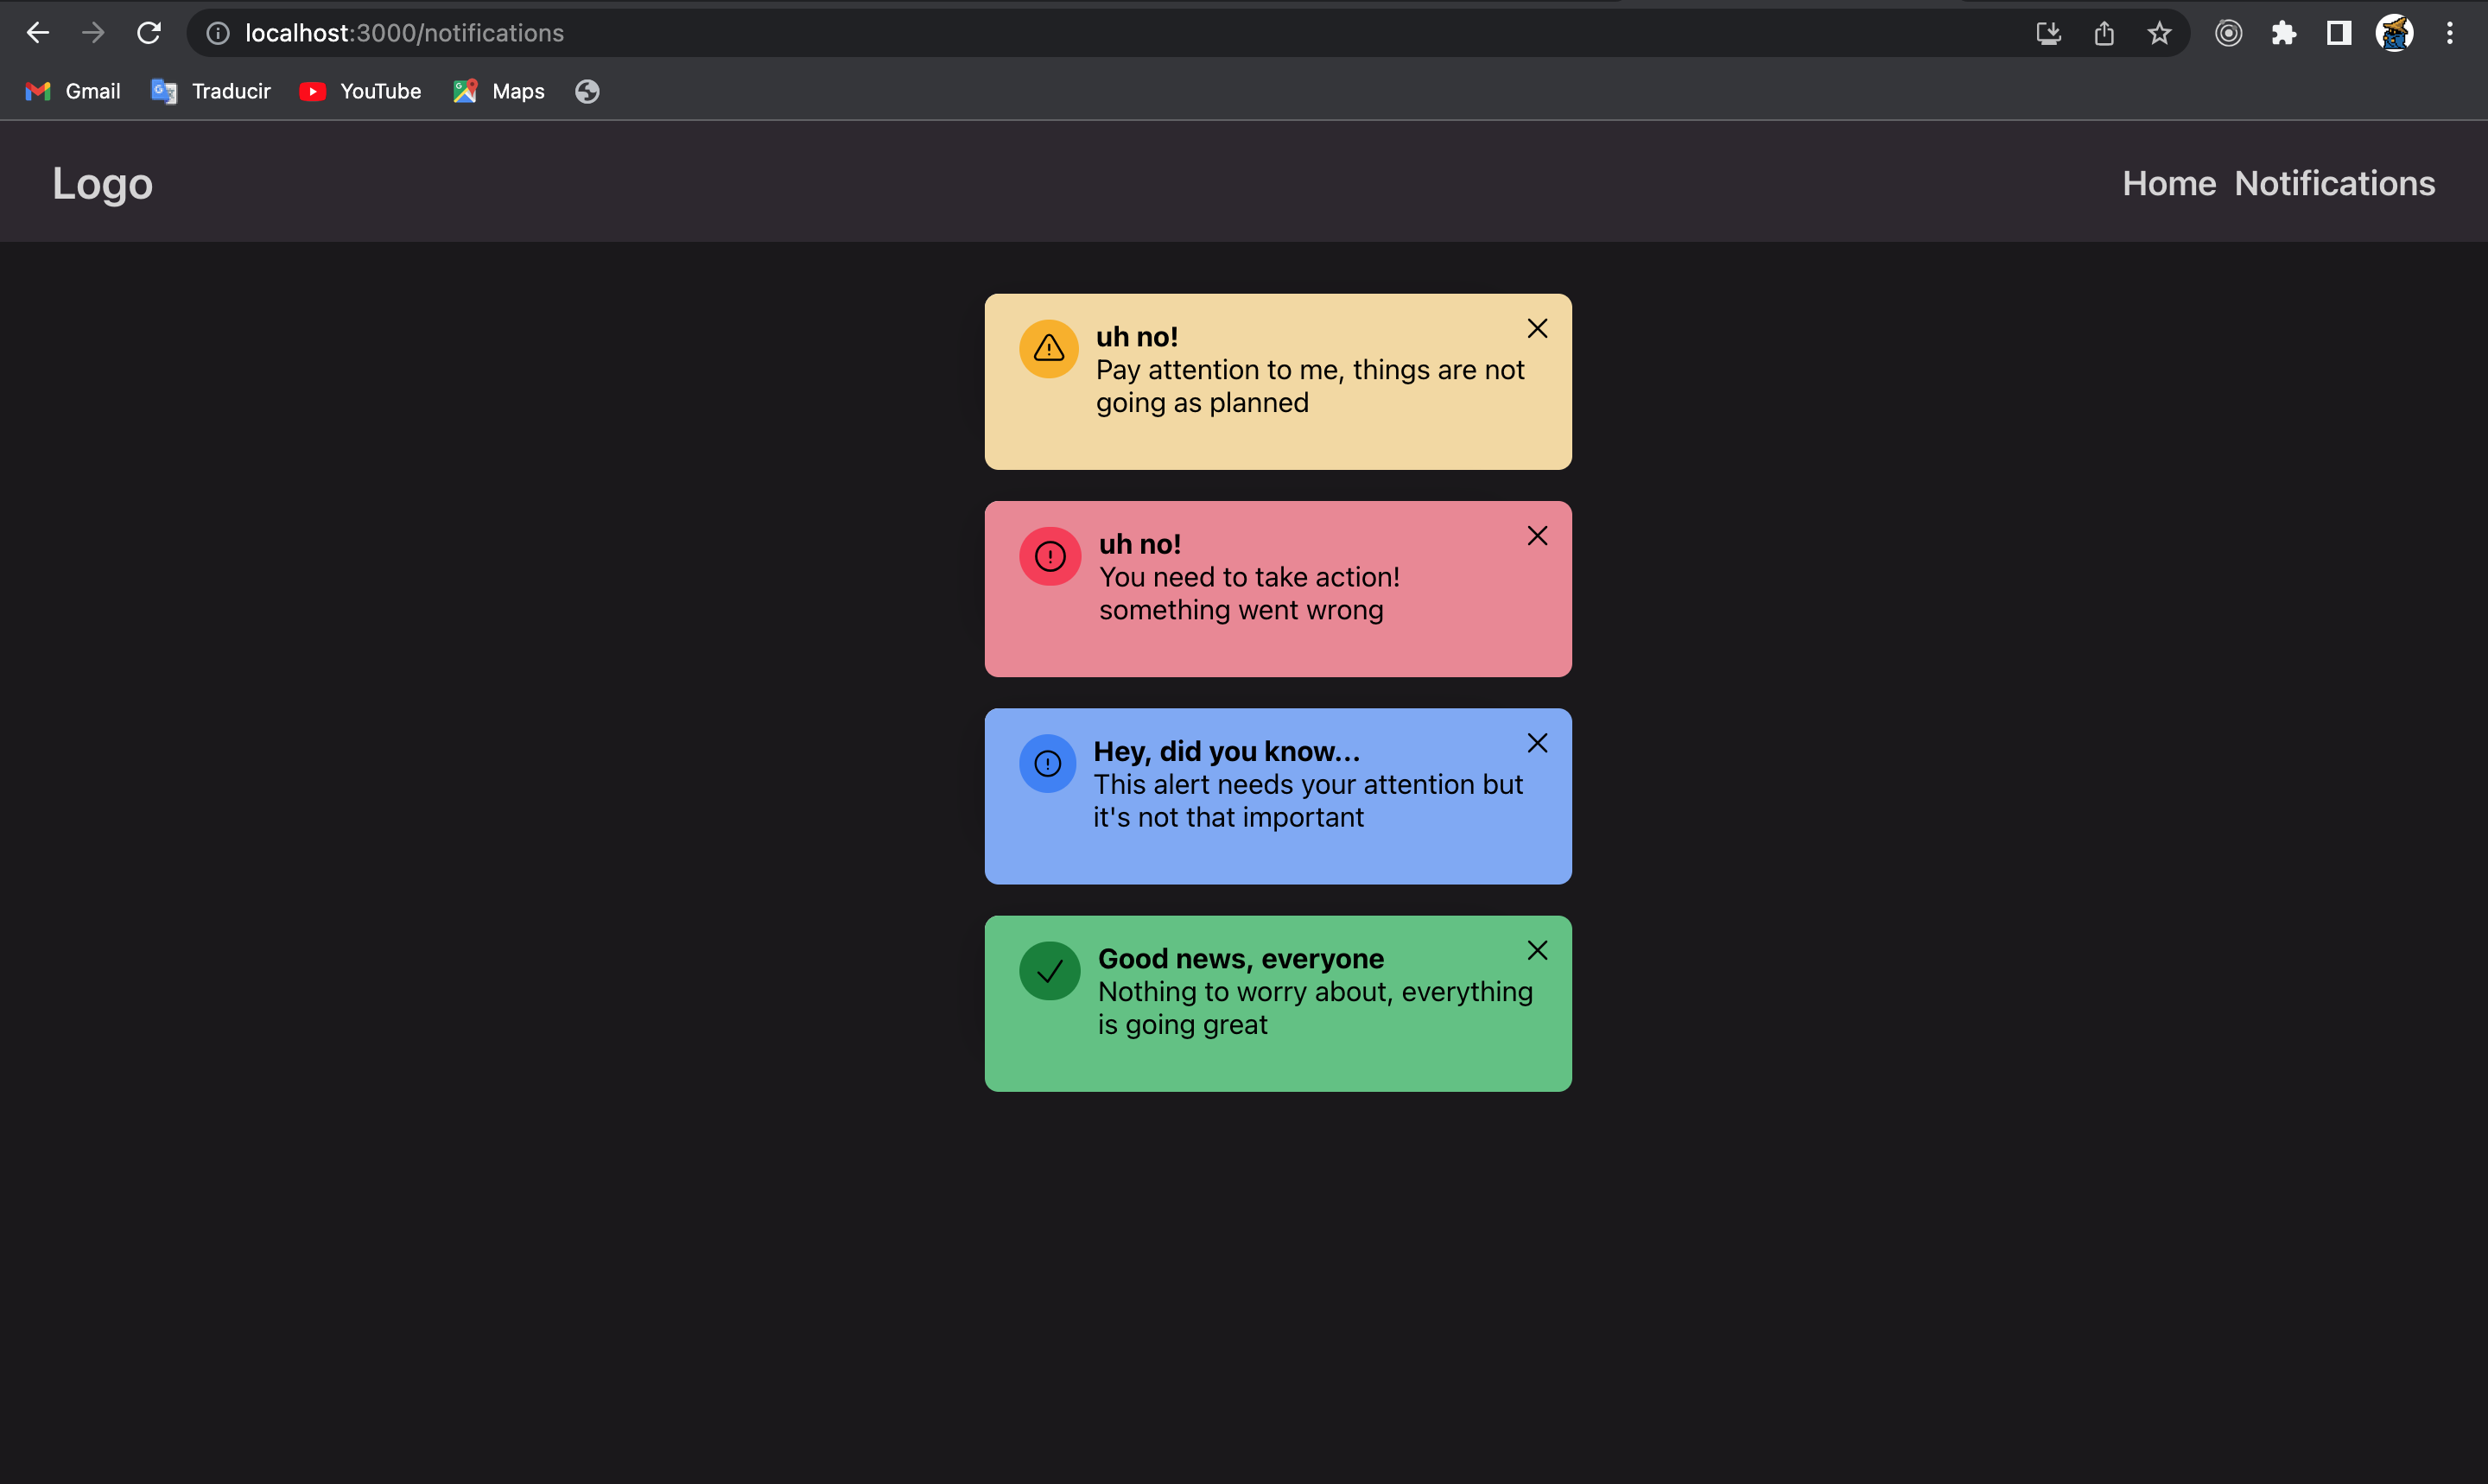 localhost:3000/notifications
Gmail Traducir YouTube Maps
Logo
Home Notifications
uh no!
Pay attention to me, things are not
going as planned
uh no!
You need to take action!
something went wrong
Hey, did you know...
This alert needs your attention but
it's not that important
Good news, everyone
Nothing to worry about, everything
is going great